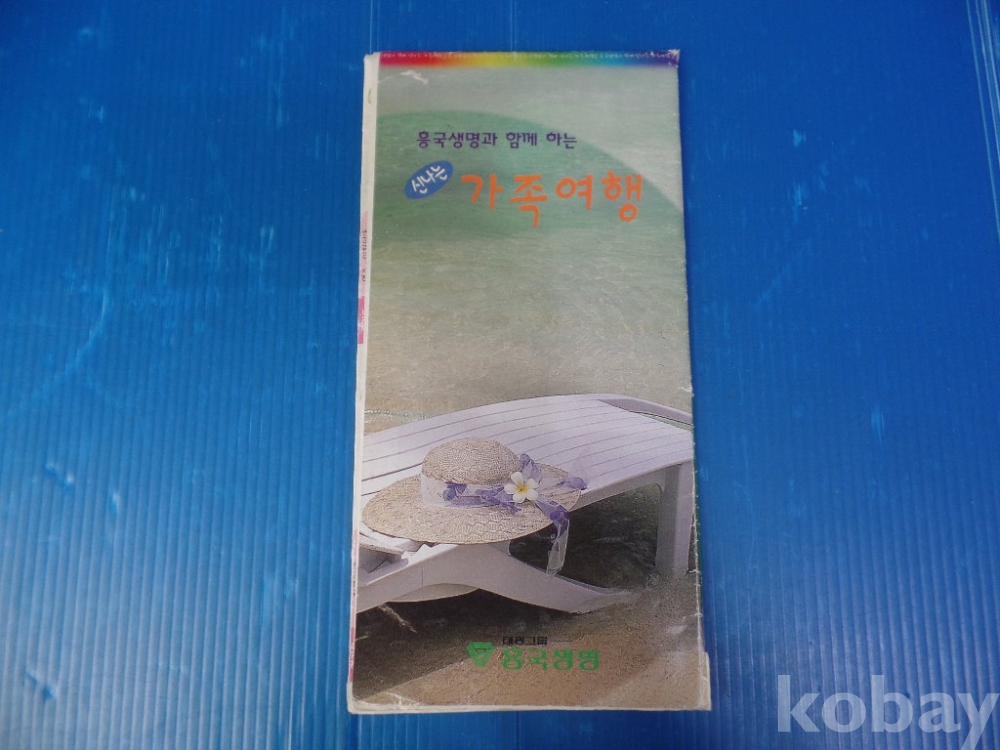 흥국생명과 함께 하는
신나는
가족여행
태광그룹
흥국생명
kobay